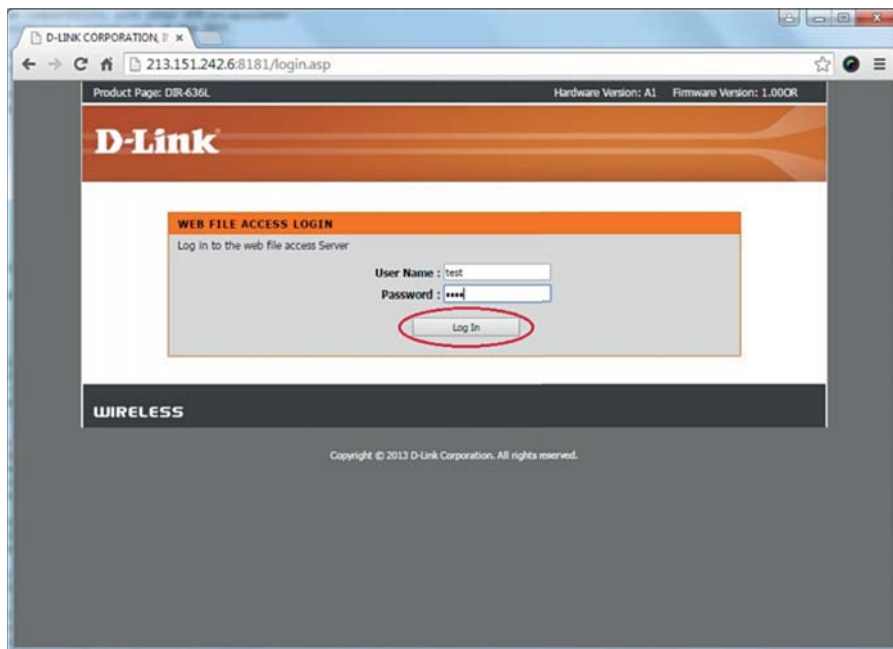 D-LINK CORPORATION, I
213.151.242.6:8181/login.asp
Product Page: DIR-636L Hardware Version: A1 Firmware Version: 1.00OR
D-Link
WEB FILE ACCESS LOGIN
Log in to the web file access Server
User Name : test
Password : ••••
Log In
WIRELESS
Copyright © 2013 D-Link Corporation. All rights reserved.